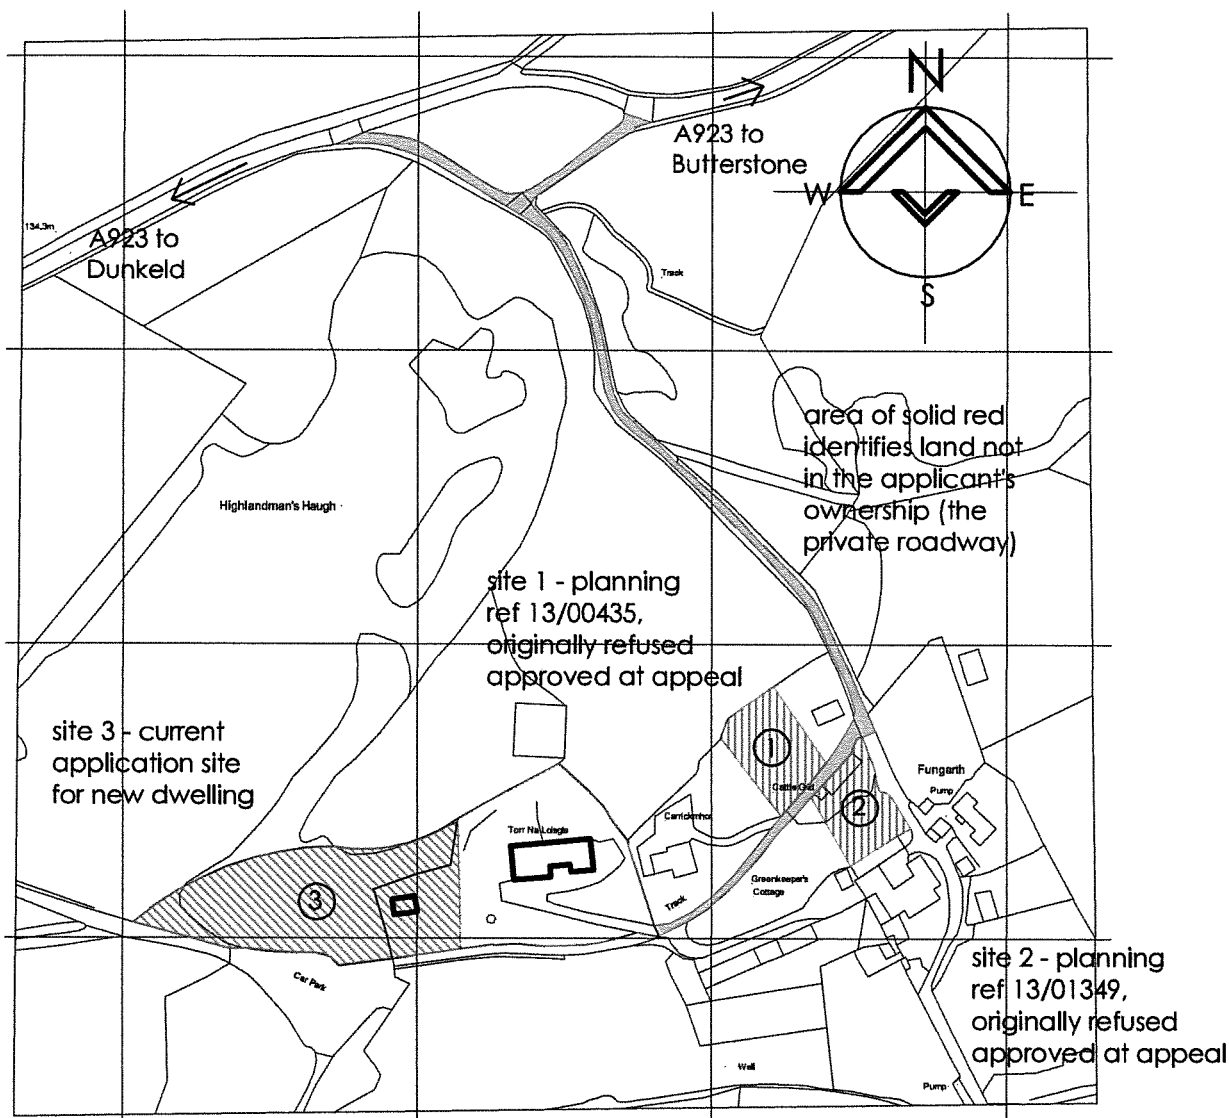 N
W
E
S
A923 to
Butterstone
134.3m
A923 to
Dunkeld
Track
area of solid red
identifies land not
in the applicant's
ownership (the
private roadway)
Highlandman's Haugh
site 1 - planning
ref 13/00435,
originally refused
approved at appeal
site 3 - current
application site
for new dwelling
1
Cattle Grid
2
Fungarth
Pump
Torr Na Loisgte
Greenkeeper's
Cottage
3
Track
Car Park
site 2 - planning
ref 13/01349,
originally refused
approved at appeal
Well
Pump